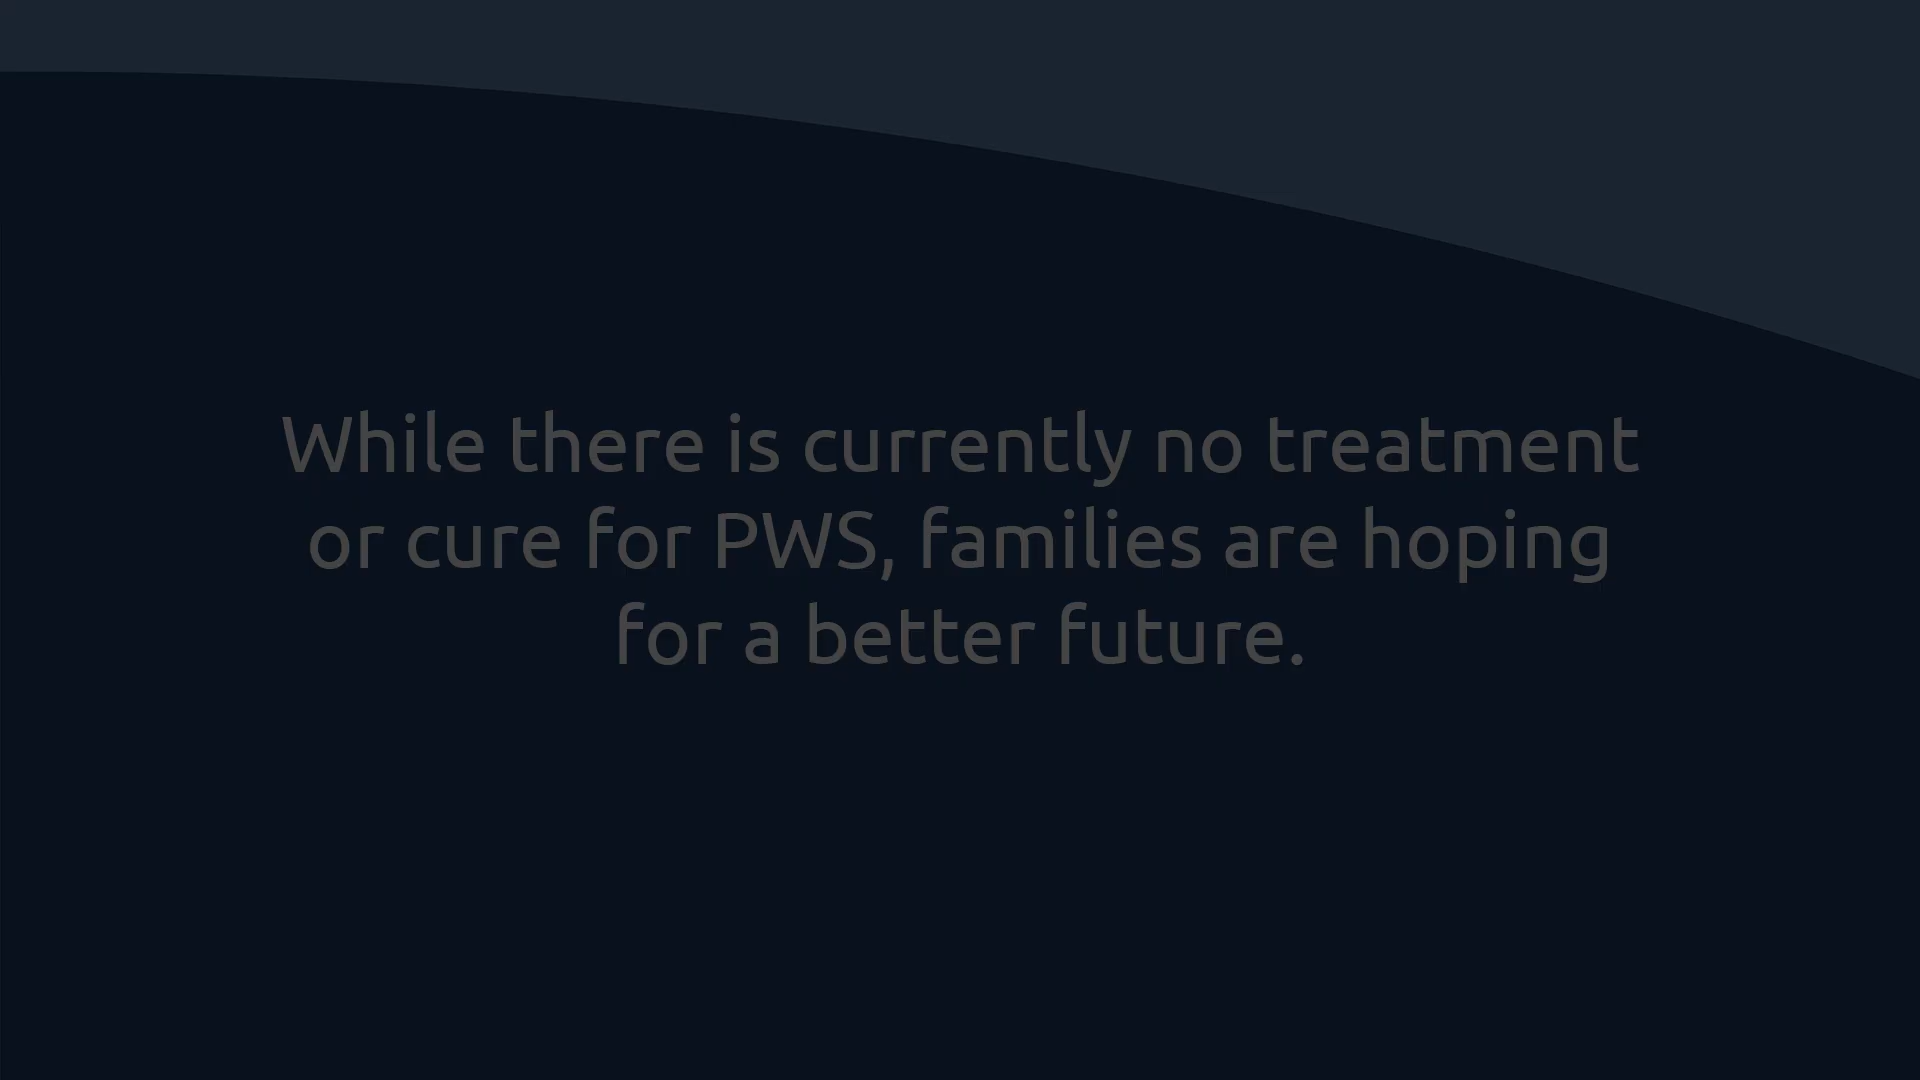 While there is currently no treatment
or cure for PWS, families are hoping
for a better future.